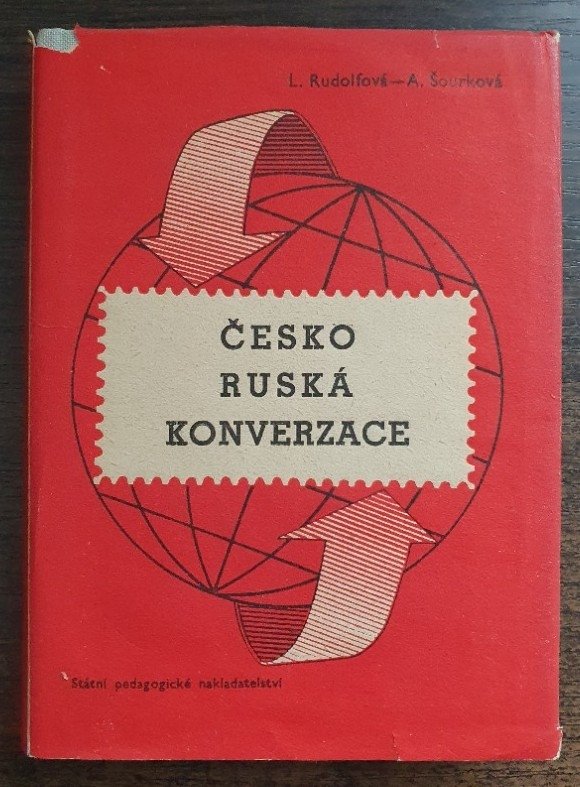 L. Rudolfová—A. Šourková
ČESKO
RUSKÁ
KONVERZACE
Státní pedagogické nakladatelství